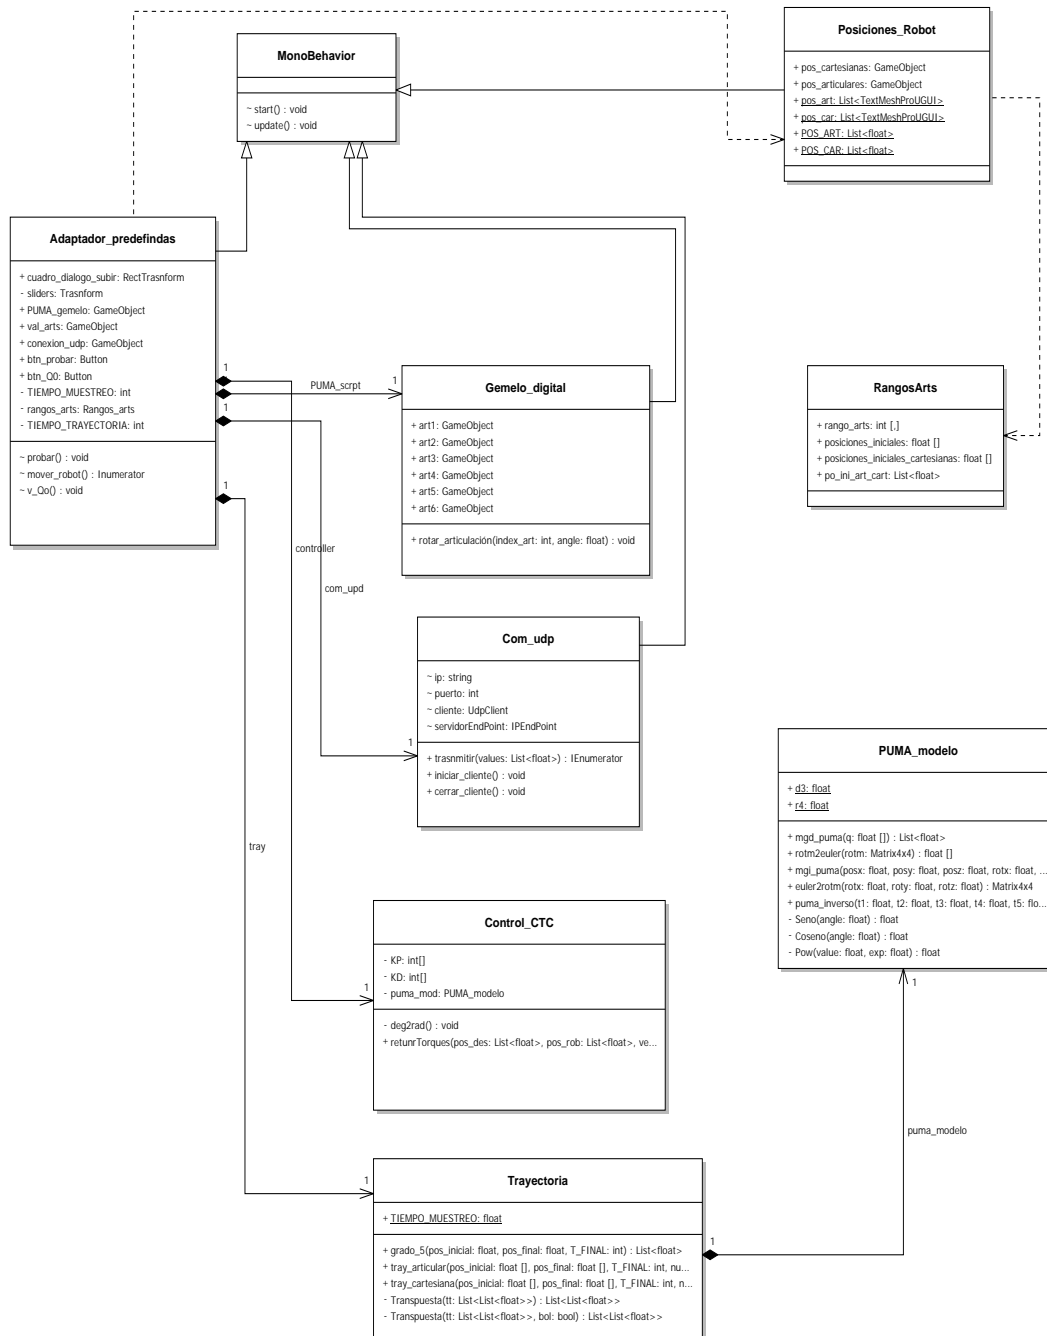 MonoBehavior
~ start() : void
~ update() : void
Posiciones_Robot
+ pos_cartesianas: GameObject
+ pos_articulares: GameObject
+ pos_art: List<TextMeshProUGUI>
+ pos_car: List<TextMeshProUGUI>
+ POS_ART: List<float>
+ POS_CAR: List<float>
Adaptador_predefindas
+ cuadro_dialogo_subir: RectTrasnform
- sliders: Trasnform
+ PUMA_gemelo: GameObject
+ val_arts: GameObject
+ conexion_udp: GameObject
+ btn_probar: Button
+ btn_Q0: Button
- TIEMPO_MUESTREO: int
- rangos_arts: Rangos_arts
- TIEMPO_TRAYECTORIA: int
~ probar() : void
~ mover_robot() : Inumerator
~ v_Qo() : void
1
PUMA_scrpt
1
1
1
controller
com_upd
tray
Gemelo_digital
+ art1: GameObject
+ art2: GameObject
+ art3: GameObject
+ art4: GameObject
+ art5: GameObject
+ art6: GameObject
+ rotar_articulación(index_art: int, angle: float) : void
RangosArts
+ rango_arts: int [,]
+ posiciones_iniciales: float []
+ posiciones_iniciales_cartesianas: float []
+ po_ini_art_cart: List<float>
Com_udp
~ ip: string
~ puerto: int
~ cliente: UdpClient
~ servidorEndPoint: IPEndPoint
+ trasnmitir(values: List<float>) : IEnumerator
+ iniciar_cliente() : void
+ cerrar_cliente() : void
1
PUMA_modelo
+ d3: float
+ r4: float
+ mgd_puma(q: float []) : List<float>
+ rotm2euler(rotm: Matrix4x4) : float []
+ mgi_puma(posx: float, posy: float, posz: float, rotx: float, ...
+ euler2rotm(rotx: float, roty: float, rotz: float) : Matrix4x4
+ puma_inverso(t1: float, t2: float, t3: float, t4: float, t5: flo...
- Seno(angle: float) : float
- Coseno(angle: float) : float
- Pow(value: float, exp: float) : float
1
Control_CTC
- KP: int[]
- KD: int[]
- puma_mod: PUMA_modelo
- deg2rad() : void
+ retunrTorques(pos_des: List<float>, pos_rob: List<float>, ve...
1
puma_modelo
Trayectoria
+ TIEMPO_MUESTREO: float
+ grado_5(pos_inicial: float, pos_final: float, T_FINAL: int) : List<float>
+ tray_articular(pos_inicial: float [], pos_final: float [], T_FINAL: int, nu...
+ tray_cartesiana(pos_inicial: float [], pos_final: float [], T_FINAL: int, n...
- Transpuesta(tt: List<List<float>>) : List<List<float>>
- Transpuesta(tt: List<List<float>>, bol: bool) : List<List<float>>
1
1